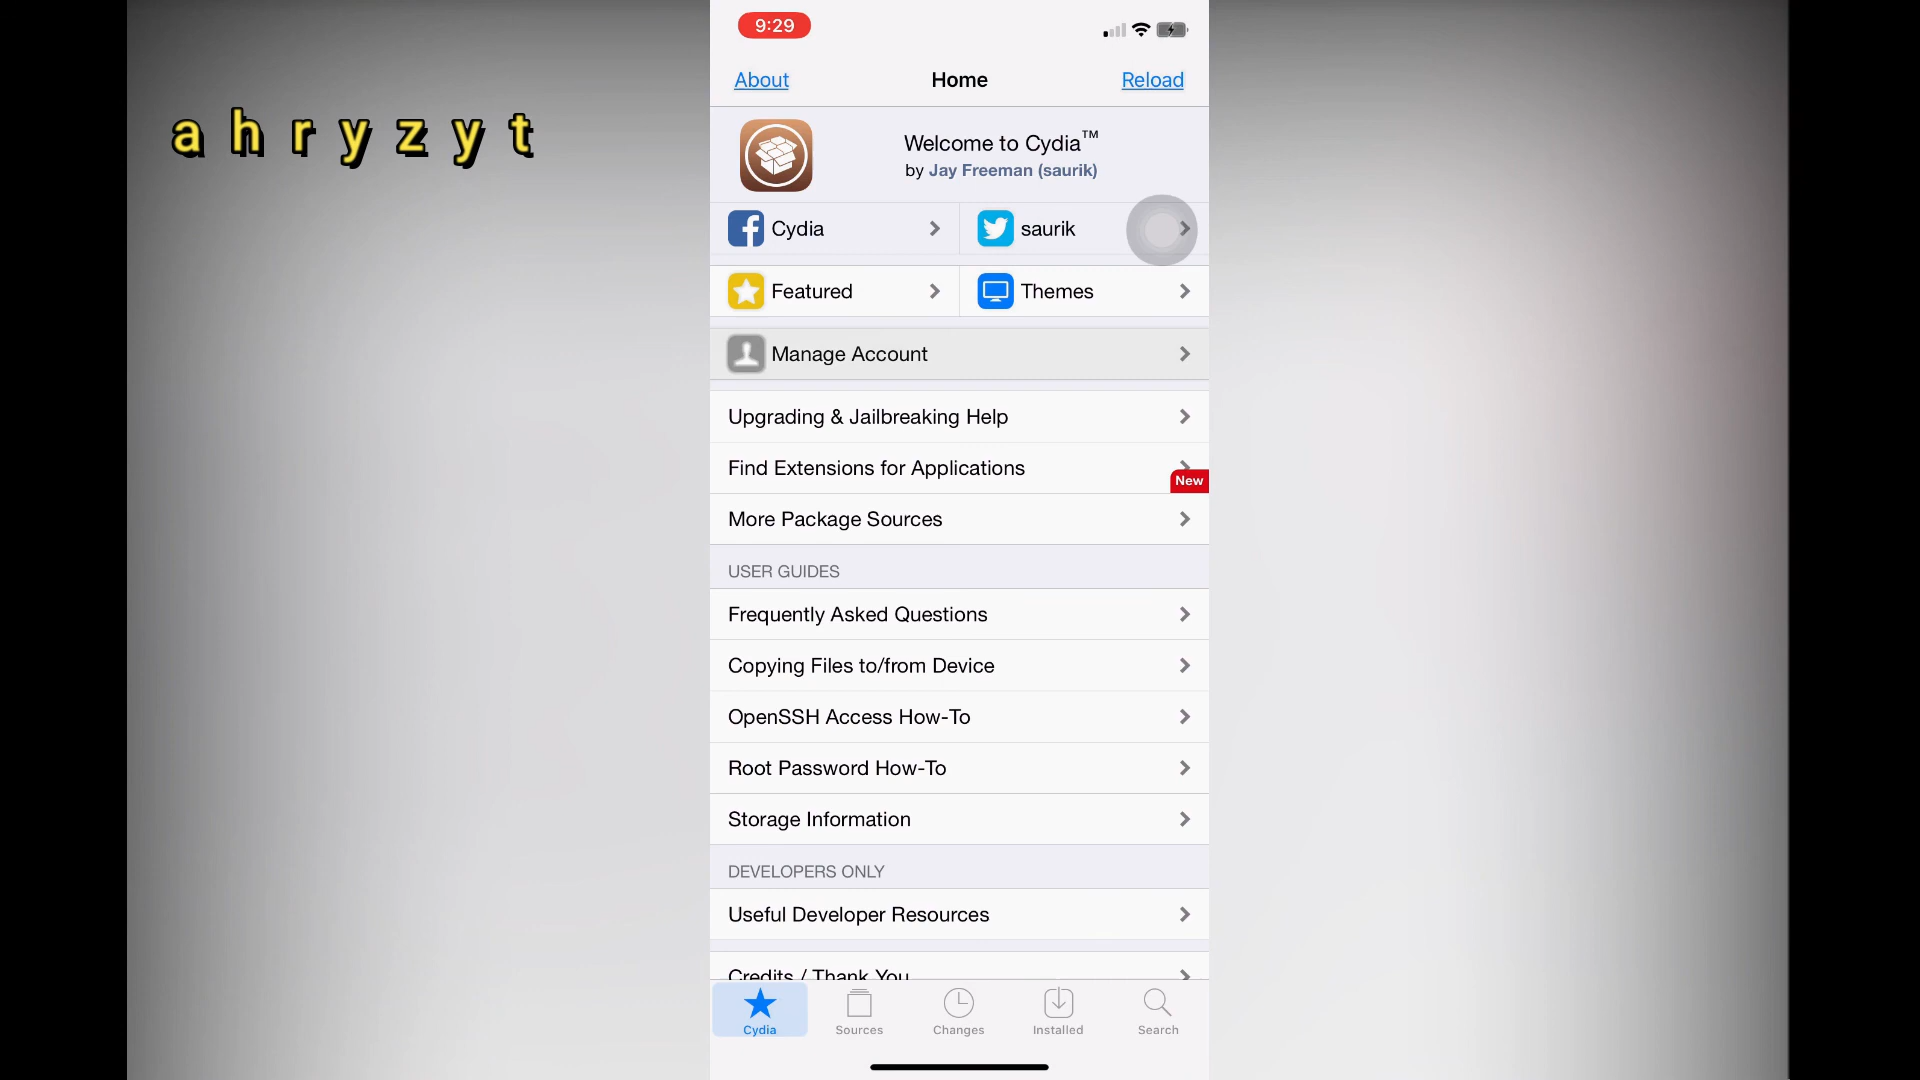 a h r y z y t
9:29
About Home Reload
Welcome to Cydia™
by Jay Freeman (saurik)
Cydia saurik
Featured Themes
Manage Account
Upgrading & Jailbreaking Help
Find Extensions for Applications
New
More Package Sources
USER GUIDES
Frequently Asked Questions
Copying Files to/from Device
OpenSSH Access How-To
Root Password How-To
Storage Information
DEVELOPERS ONLY
Useful Developer Resources
Credits / Thank You
Cydia Sources Changes Installed Search